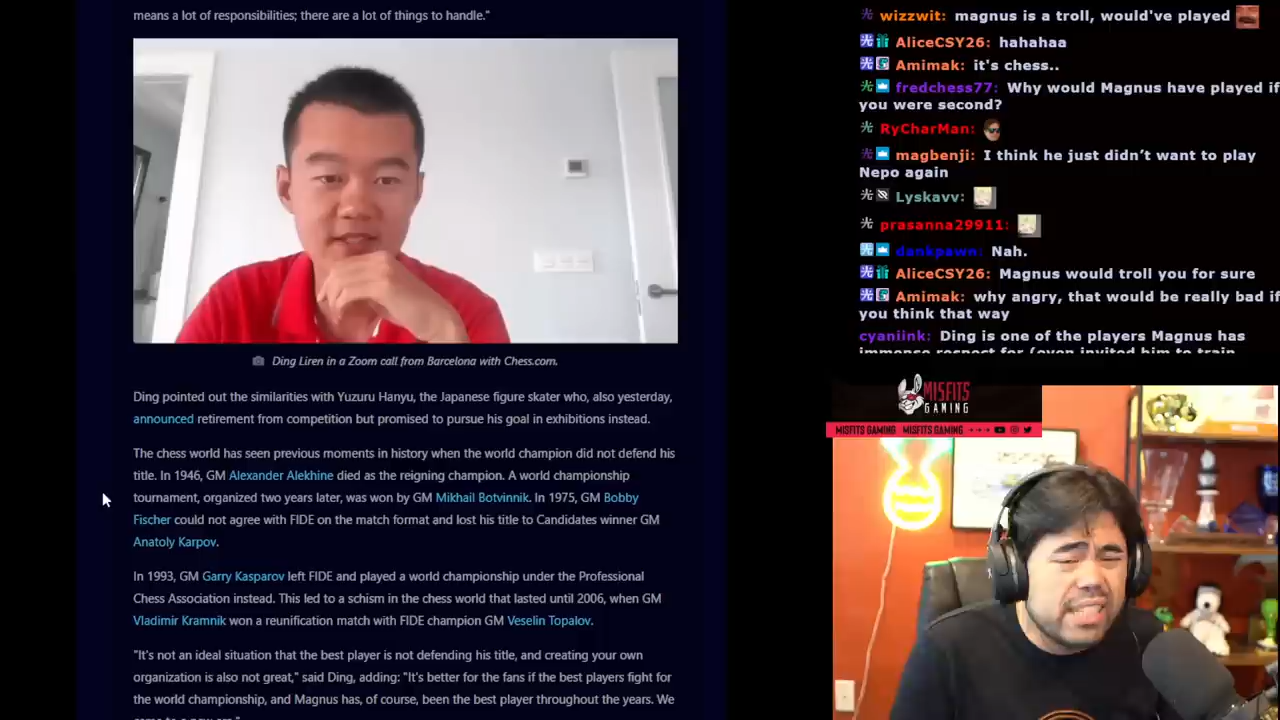 means a lot of responsibilities; there are a lot of things to handle."
Ding Liren in a Zoom call from Barcelona with Chess.com.
Ding pointed out the similarities with Yuzuru Hanyu, the Japanese figure skater who, also yesterday,
announced retirement from competition but promised to pursue his goal in exhibitions instead.
The chess world has seen previous moments in history when the world champion did not defend his
title. In 1946, GM Alexander Alekhine died as the reigning champion. A world championship
tournament, organized two years later, was won by GM Mikhail Botvinnik. In 1975, GM Bobby
Fischer could not agree with FIDE on the match format and lost his title to Candidates winner GM
Anatoly Karpov.
In 1993, GM Garry Kasparov left FIDE and played a world championship under the Professional
Chess Association instead. This led to a schism in the chess world that lasted until 2006, when GM
Vladimir Kramnik won a reunification match with FIDE champion GM Veselin Topalov.
"It's not an ideal situation that the best player is not defending his title, and creating your own
organization is also not great," said Ding, adding: "It's better for the fans if the best players fight for
the world championship, and Magnus has, of course, been the best player throughout the years. We
come to a new era."
wizzwit: magnus is a troll, would've played
AliceCSY26: hahahaa
Amimak: it's chess..
fredchess77: Why would Magnus have played if
you were second?
RyCharMan:
magbenji: I think he just didn't want to play
Nepo again
Lyskavv:
prasanna29911:
dankpawn: Nah.
AliceCSY26: Magnus would troll you for sure
Amimak: why angry, that would be really bad if
you think that way
cyaniink: Ding is one of the players Magnus has
immense respect for (even invited him to train
MISFITS
GAMING
MISFITS GAMING MISFITS GAMING